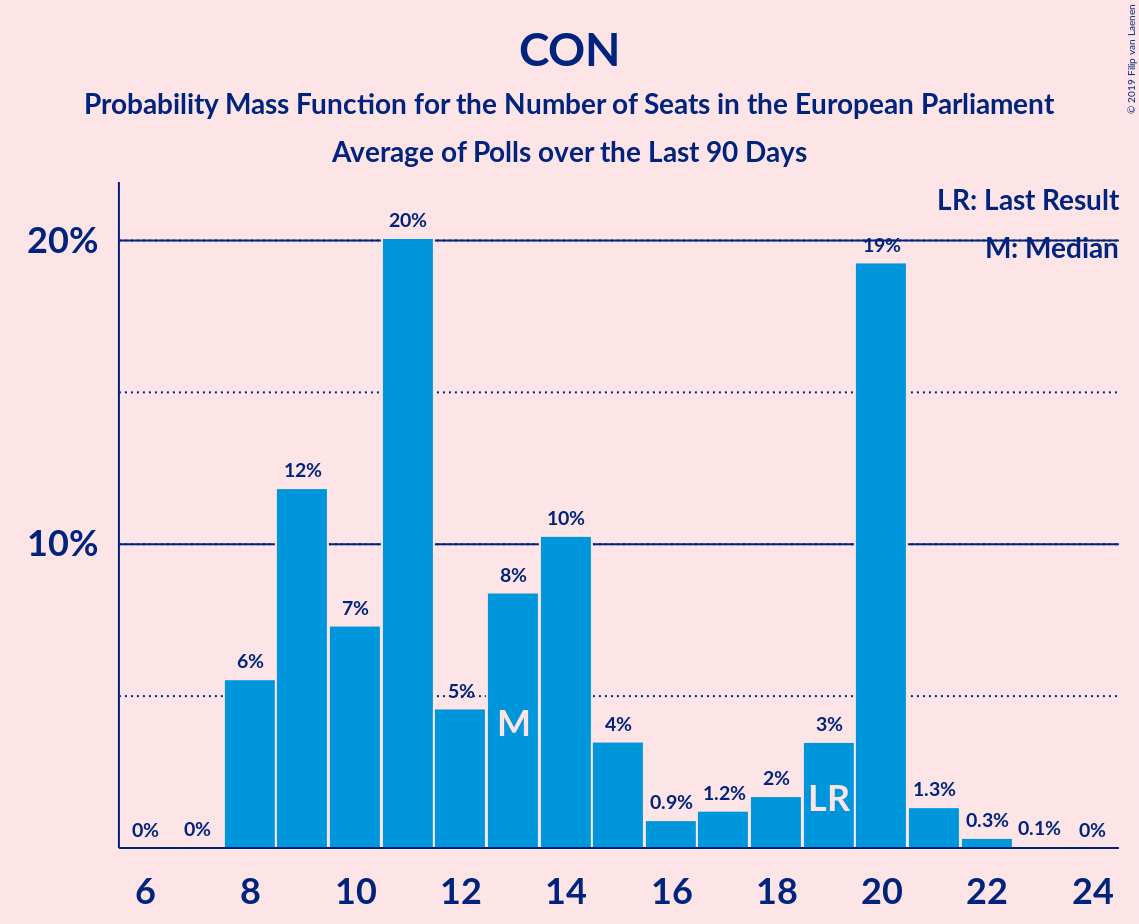 © 2019 Filip van Laenen
CON
Probability Mass Function for the Number of Seats in the European Parliament
Average of Polls over the Last 90 Days
LR: Last Result
M: Median
20%
10%
0%
0%
6%
12%
7%
20%
5%
8%
10%
4%
0.9%
1.2%
2%
3%
19%
1.3%
0.3%
0.1%
0%
M
LR
6 8 10 12 14 16 18 20 22 24